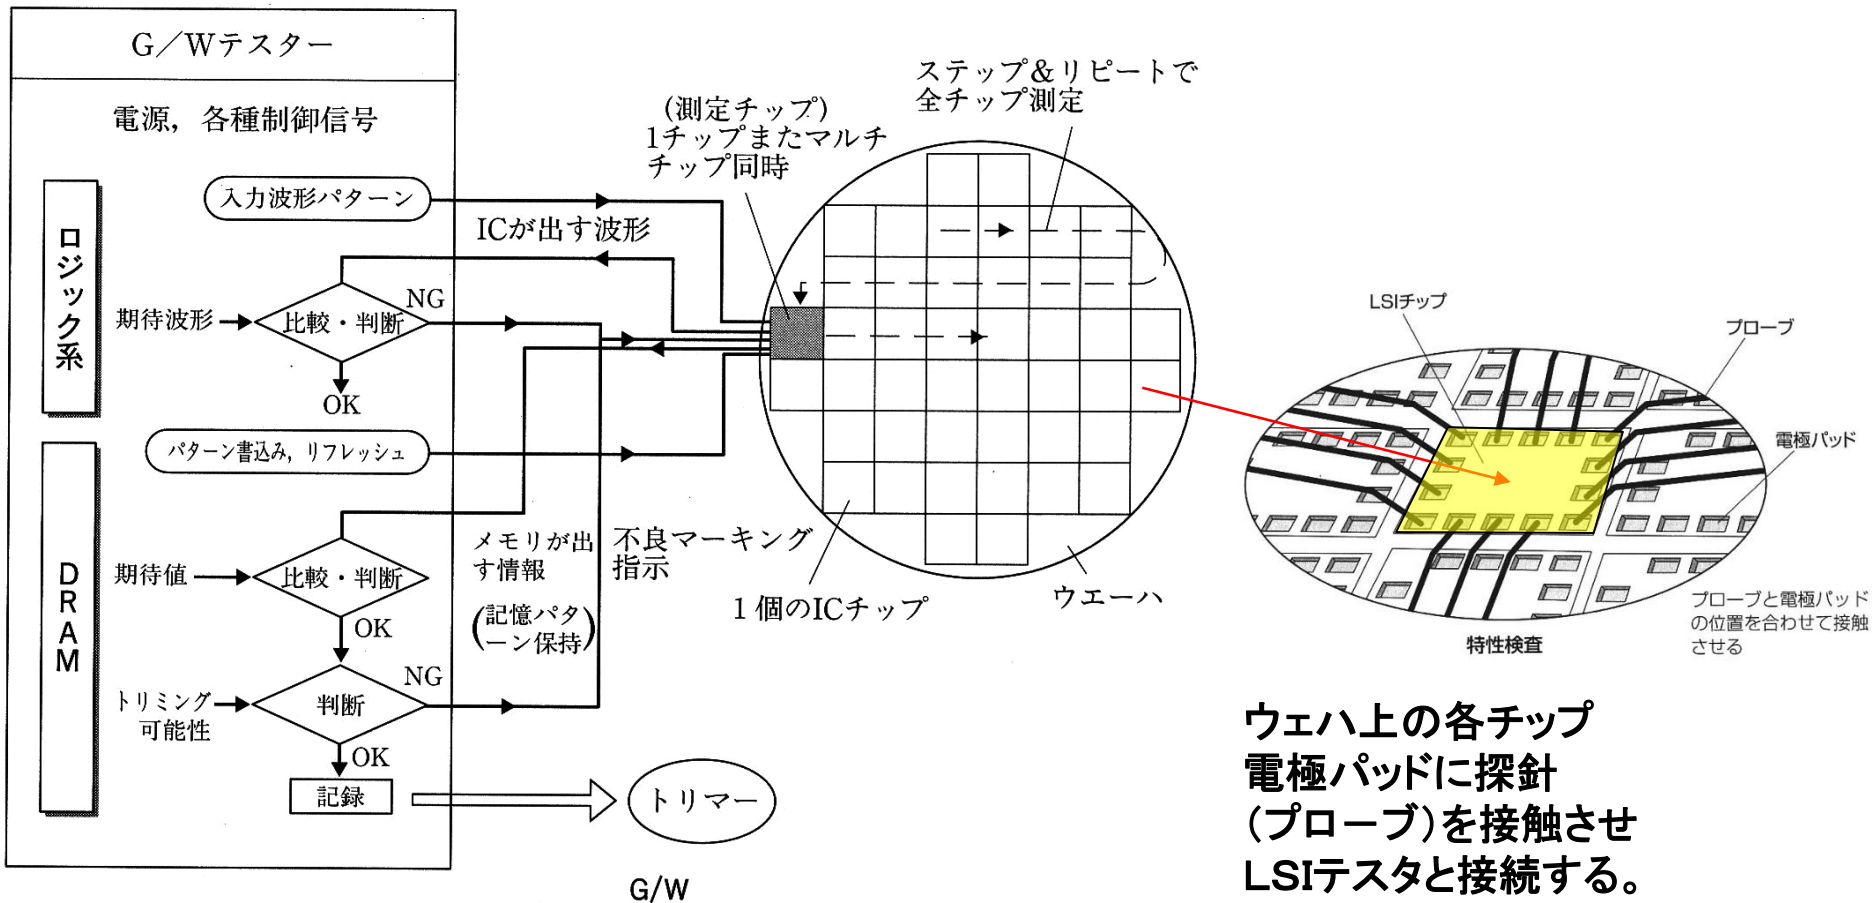 G／Wテスター
電源，各種制御信号
ロジック系
入力波形パターン
ICが出す波形
期待波形
比較・判断
NG
OK
パターン書込み，リフレッシュ
DRAM
期待値
比較・判断
OK
トリミング
可能性
判断
NG
OK
記録
トリマー
メモリが出
す情報
(記憶パタ
ーン保持)
不良マーキング
指示
(測定チップ)
1チップまたマルチ
チップ同時
ステップ＆リピートで
全チップ測定
1個のICチップ
ウエーハ
G/W
LSIチップ
プローブ
電極パッド
プローブと電極パッド
の位置を合わせて接触
させる
特性検査
ウェハ上の各チップ
電極パッドに探針
（プローブ）を接触させ
LSIテスタと接続する。